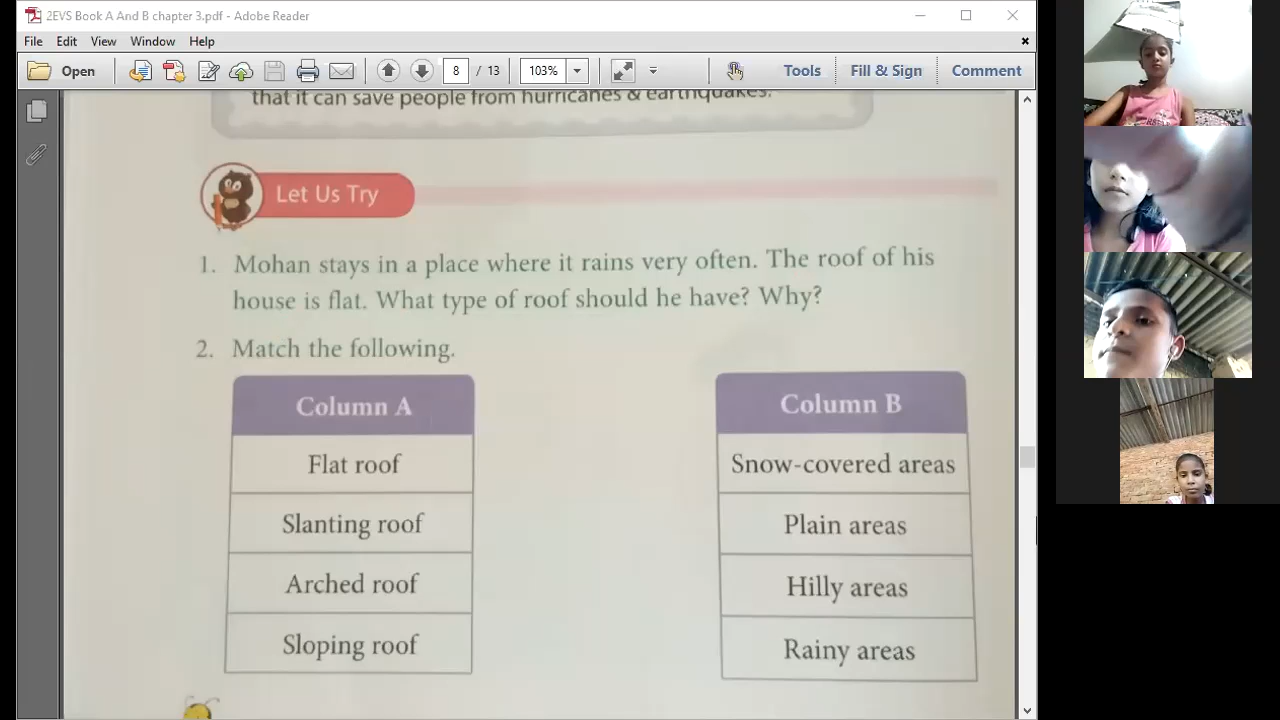 2EVS Book A And B chapter 3.pdf - Adobe Reader
File Edit View Window Help
Open 8 / 13 103% Tools Fill & Sign Comment
that it can save people from hurricanes & earthquakes.
Let Us Try
1. Mohan stays in a place where it rains very often. The roof of his
house is flat. What type of roof should he have? Why?
2. Match the following.
Column A Column B
Flat roof Snow-covered areas
Slanting roof Plain areas
Arched roof Hilly areas
Sloping roof Rainy areas